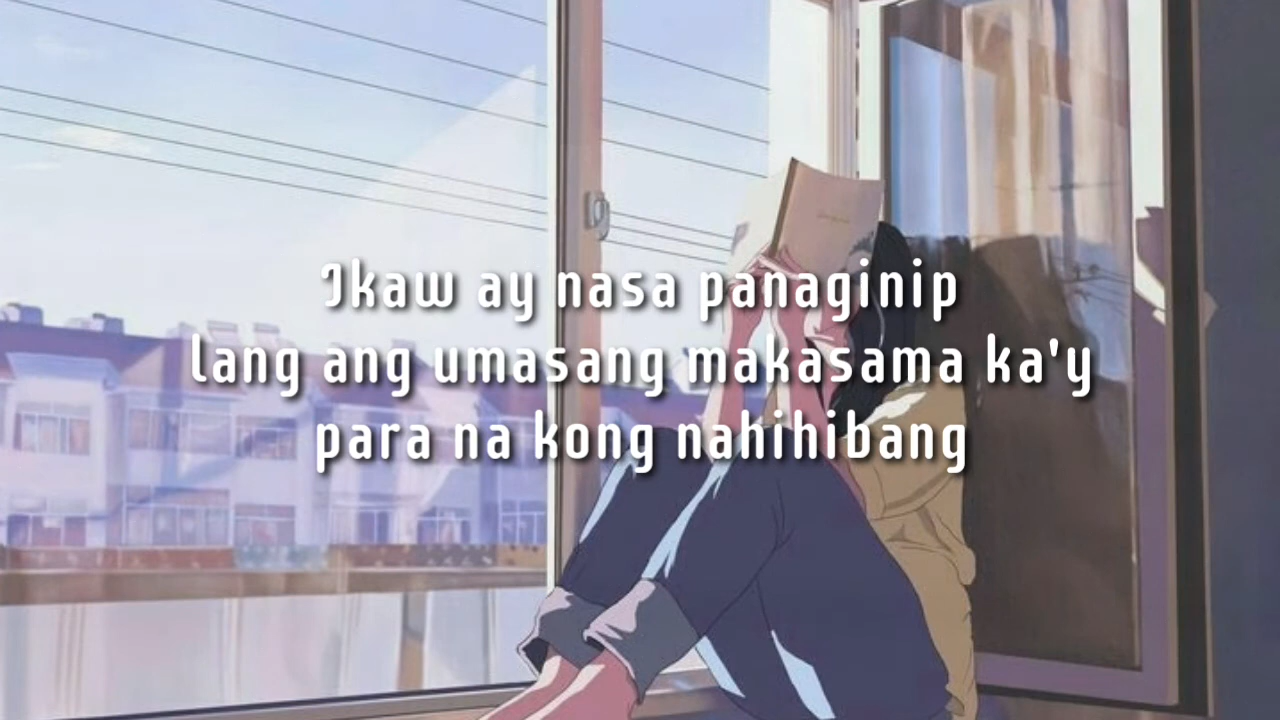 Ikaw ay nasa panaginip
lang ang umasang makasama ka'y
para na kong nahihibang